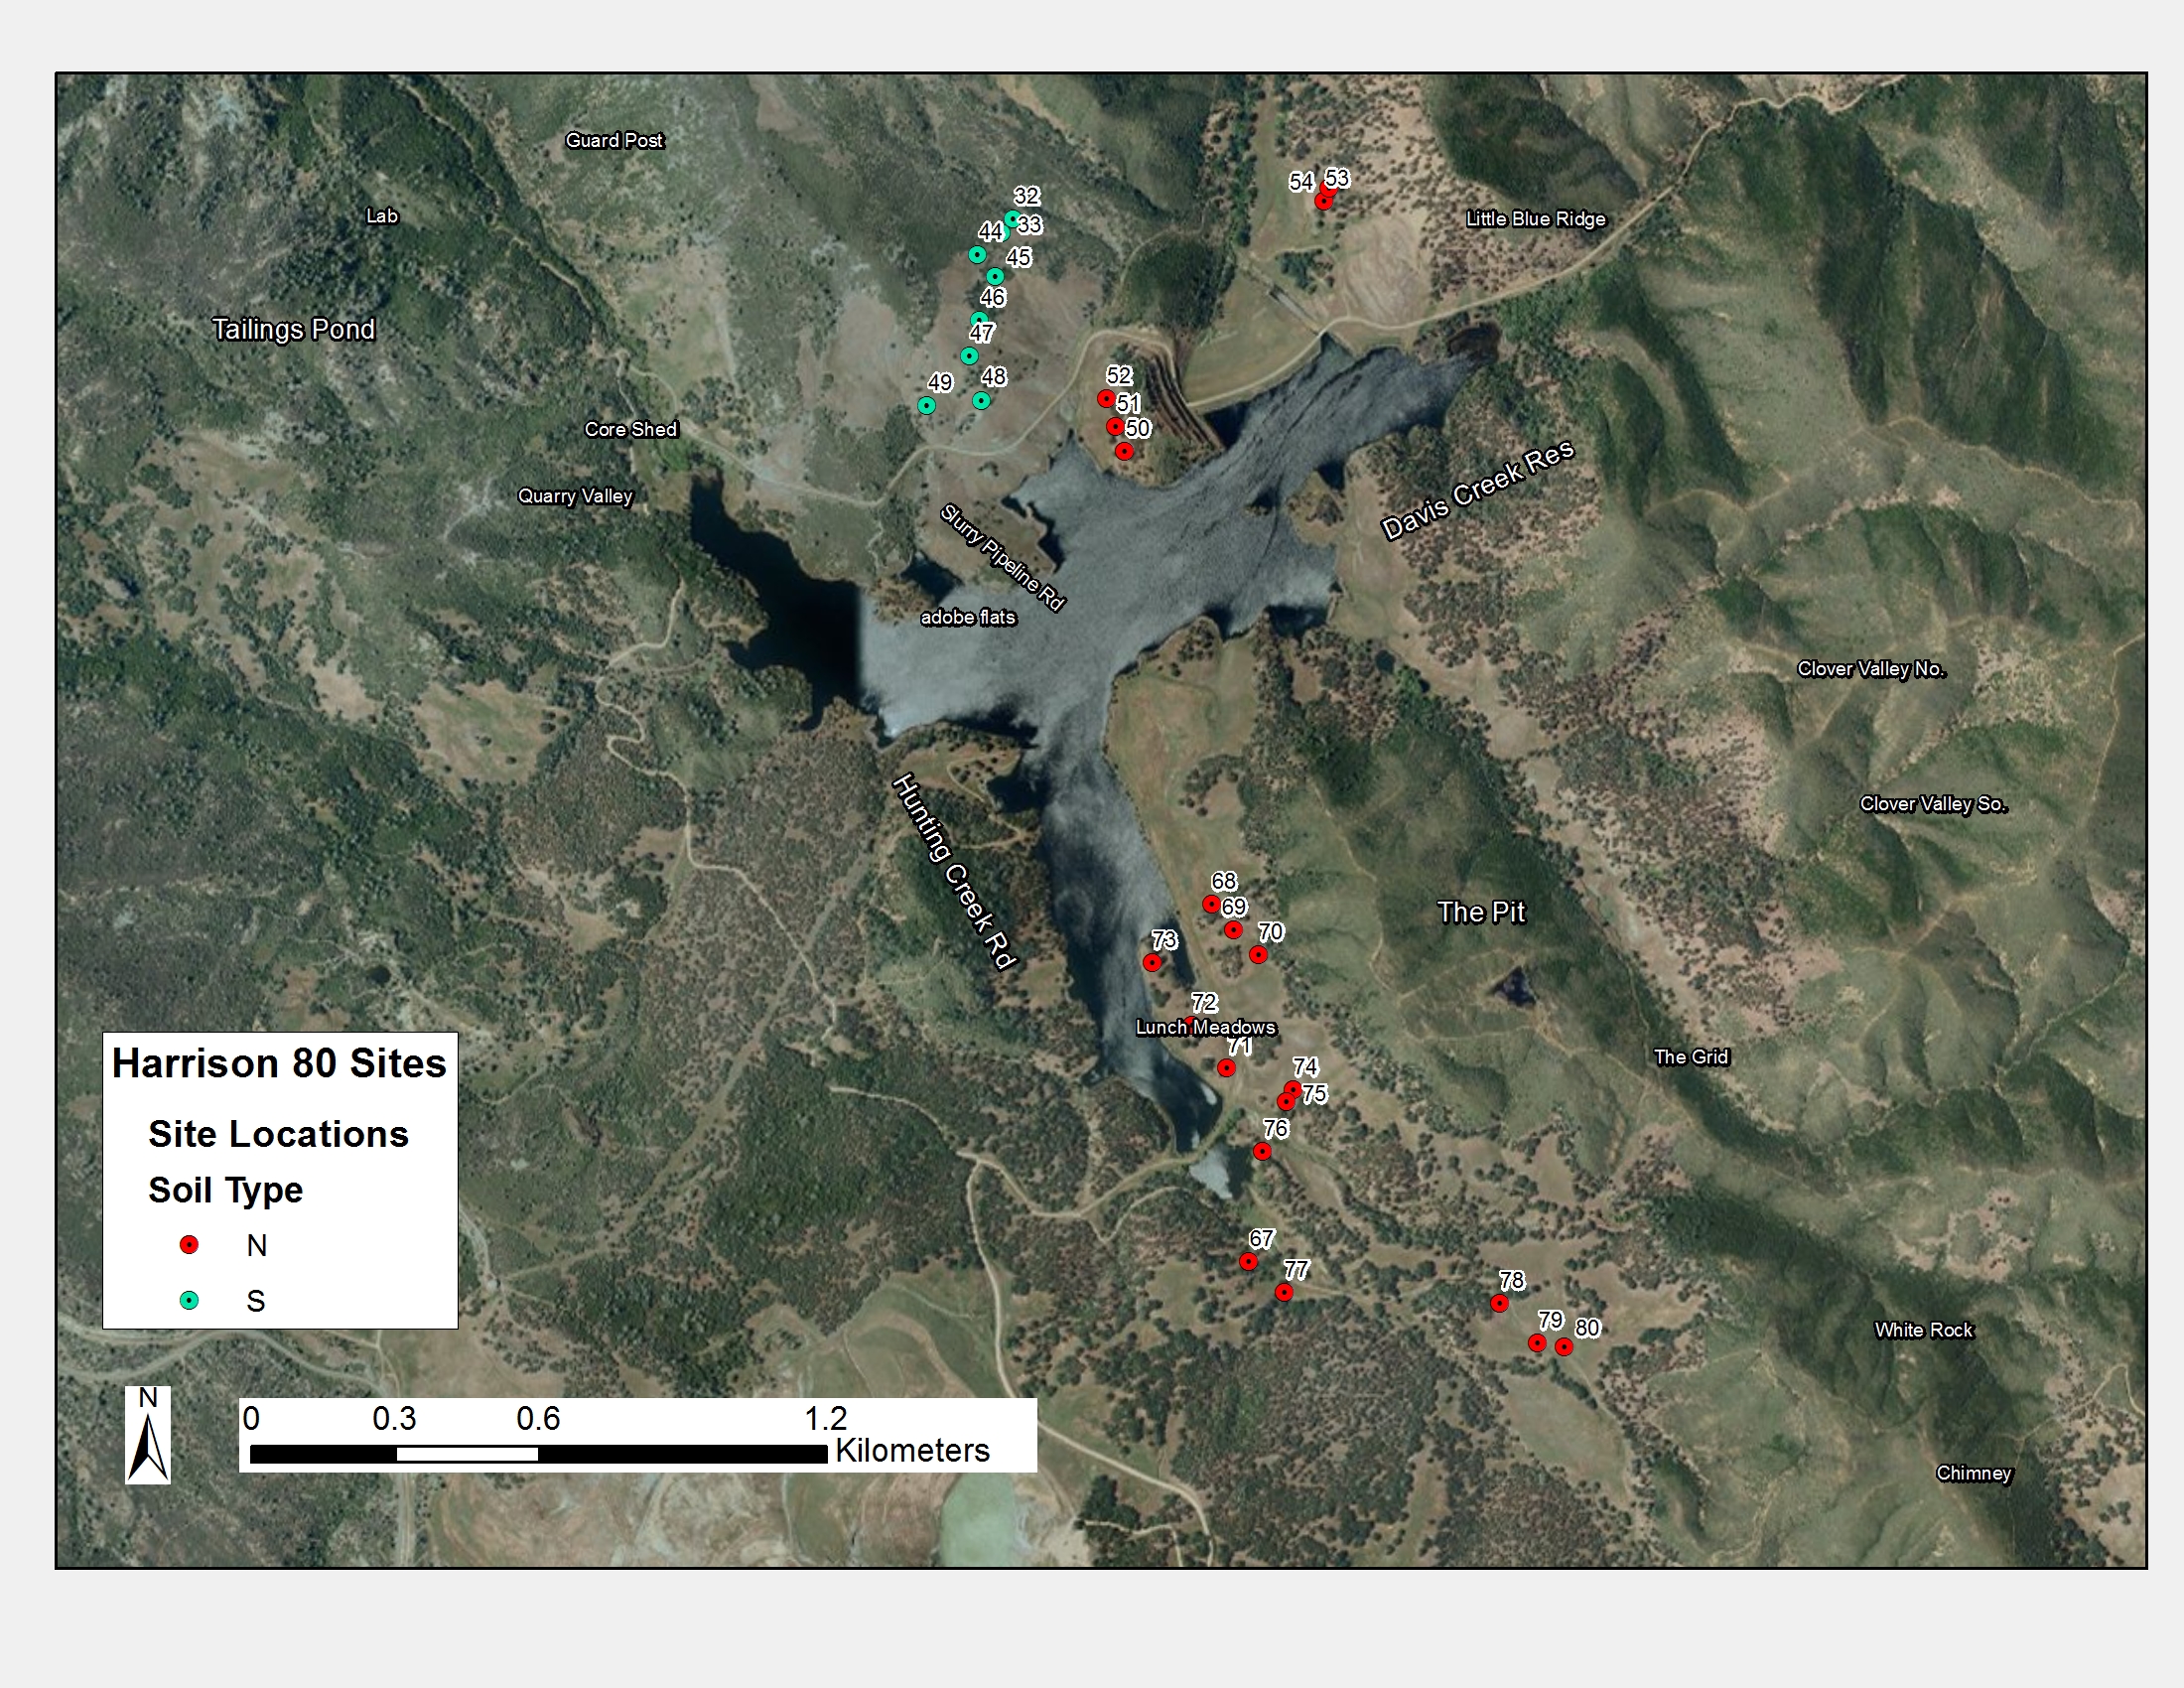 Guard Post
54 53
32
Lab
Little Blue Ridge
33
44
45
46
Tailings Pond
47
52
48
49
51
Core Shed
50
Davis Creek Res
Quarry Valley
Slurry Pipeline Rd
adobe flats
Clover Valley No.
Clover Valley So.
Hunting Creek Rd
68
69
The Pit
70
73
72
Lunch Meadows
71
The Grid
74
75
76
67
77
78
79
80
White Rock
Chimney
Harrison 80 Sites
Site Locations
Soil Type
N
S
N
0 0.3 0.6 1.2
Kilometers